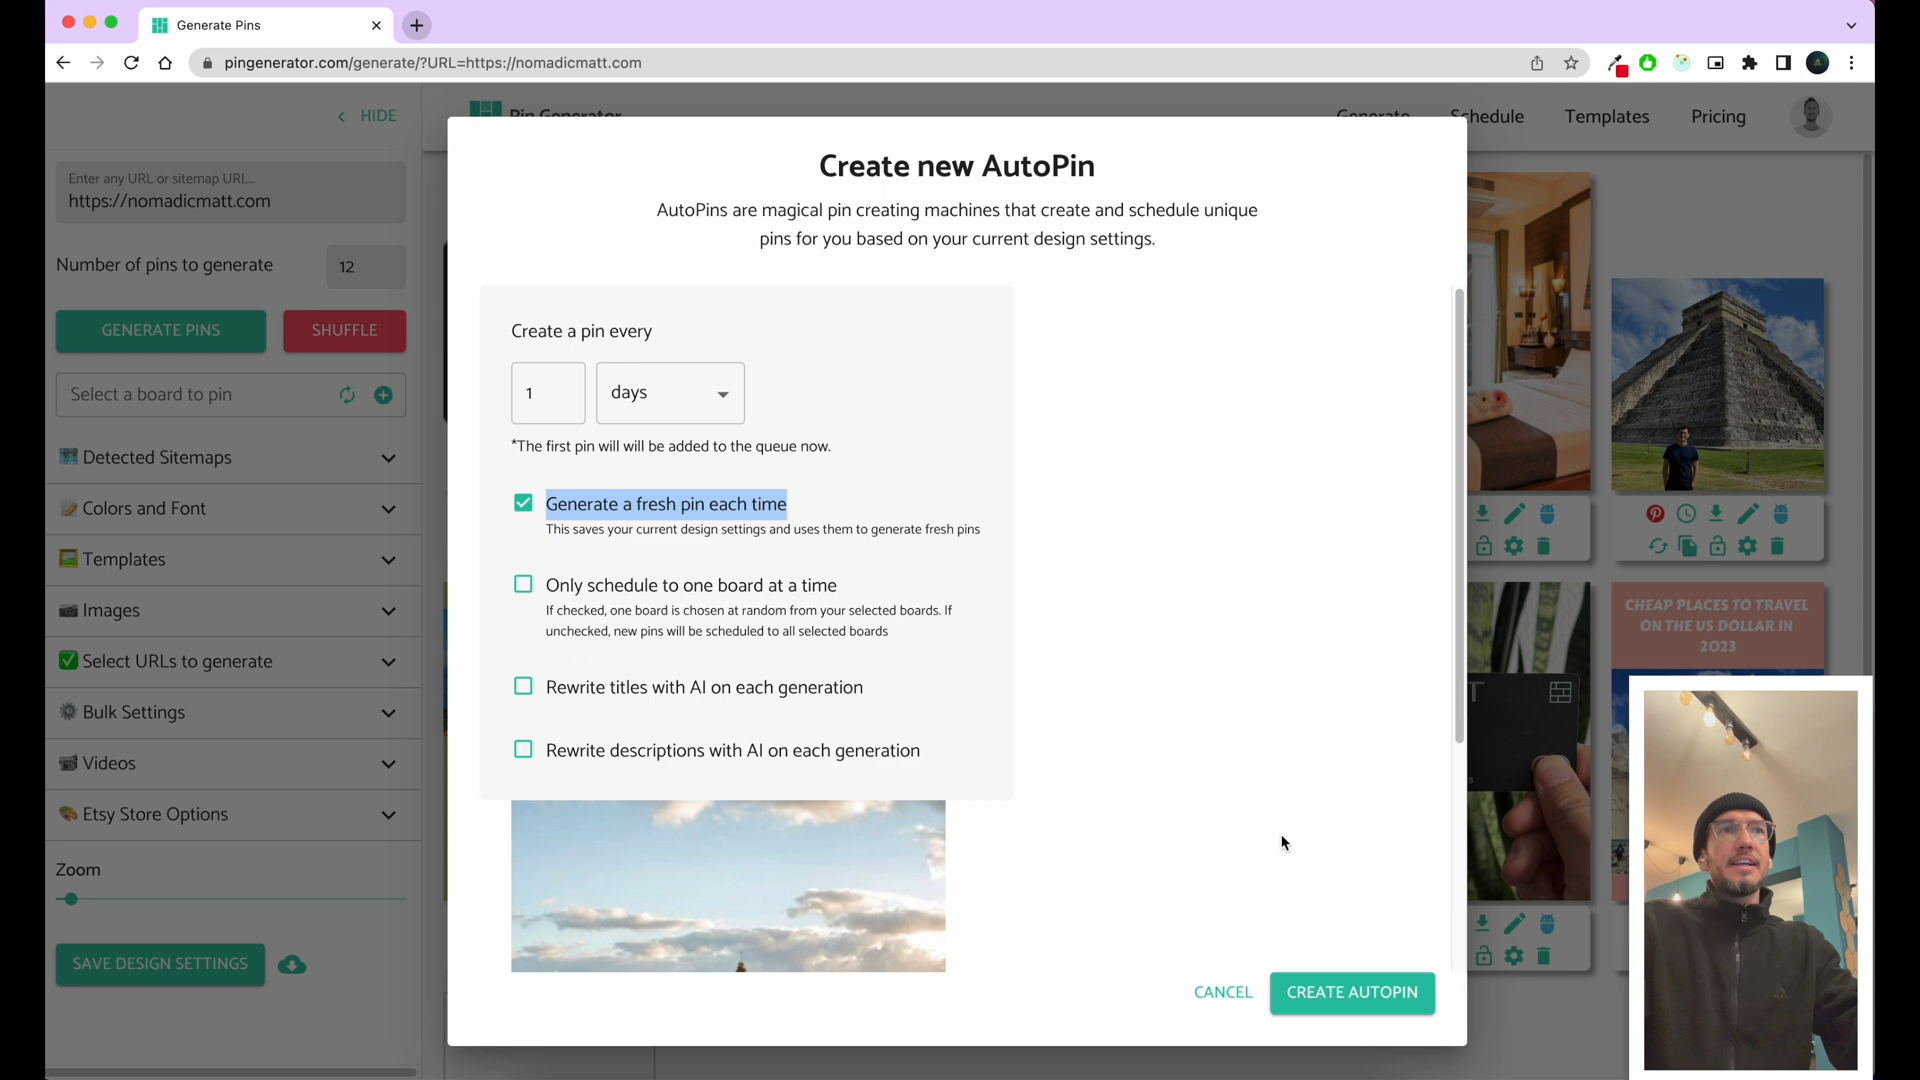 Generate Pins
pingenerator.com/generate/?URL=https://nomadicmatt.com
HIDE
Pin Generator
Generate
Schedule
Templates
Pricing
Enter any URL or sitemap URL...
https://nomadicmatt.com
Number of pins to generate
12
GENERATE PINS
SHUFFLE
Select a board to pin
Detected Sitemaps
Colors and Font
Templates
Images
Select URLs to generate
Bulk Settings
Videos
Etsy Store Options
Zoom
SAVE DESIGN SETTINGS
Create new AutoPin
AutoPins are magical pin creating machines that create and schedule unique
pins for you based on your current design settings.
Create a pin every
1
days
*The first pin will will be added to the queue now.
Generate a fresh pin each time
This saves your current design settings and uses them to generate fresh pins
Only schedule to one board at a time
If checked, one board is chosen at random from your selected boards. If
unchecked, new pins will be scheduled to all selected boards
Rewrite titles with AI on each generation
Rewrite descriptions with AI on each generation
CANCEL
CREATE AUTOPIN
CHEAP PLACES TO TRAVEL
ON THE US DOLLAR IN
2023